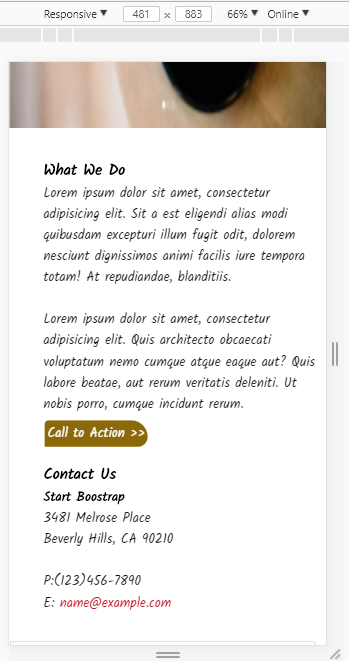 Responsive ▼ 481 × 883 66% ▼ Online ▼
What We Do
Lorem ipsum dolor sit amet, consectetur
adipisicing elit. Sit a est eligendi alias modi
quibusdam excepturi illum fugit odit, dolorem
nesciunt dignissimos animi facilis iure tempora
totam! At repudiandae, blanditiis.
Lorem ipsum dolor sit amet, consectetur
adipisicing elit. Quis architecto obcaecati
voluptatum nemo cumque atque eaque aut? Quis
labore beatae, aut rerum veritatis deleniti. Ut
nobis porro, cumque incidunt rerum.
Call to Action >>
Contact Us
Start Boostrap
3481 Melrose Place
Beverly Hills, CA 90210
P:(123)456-7890
E: name@example.com